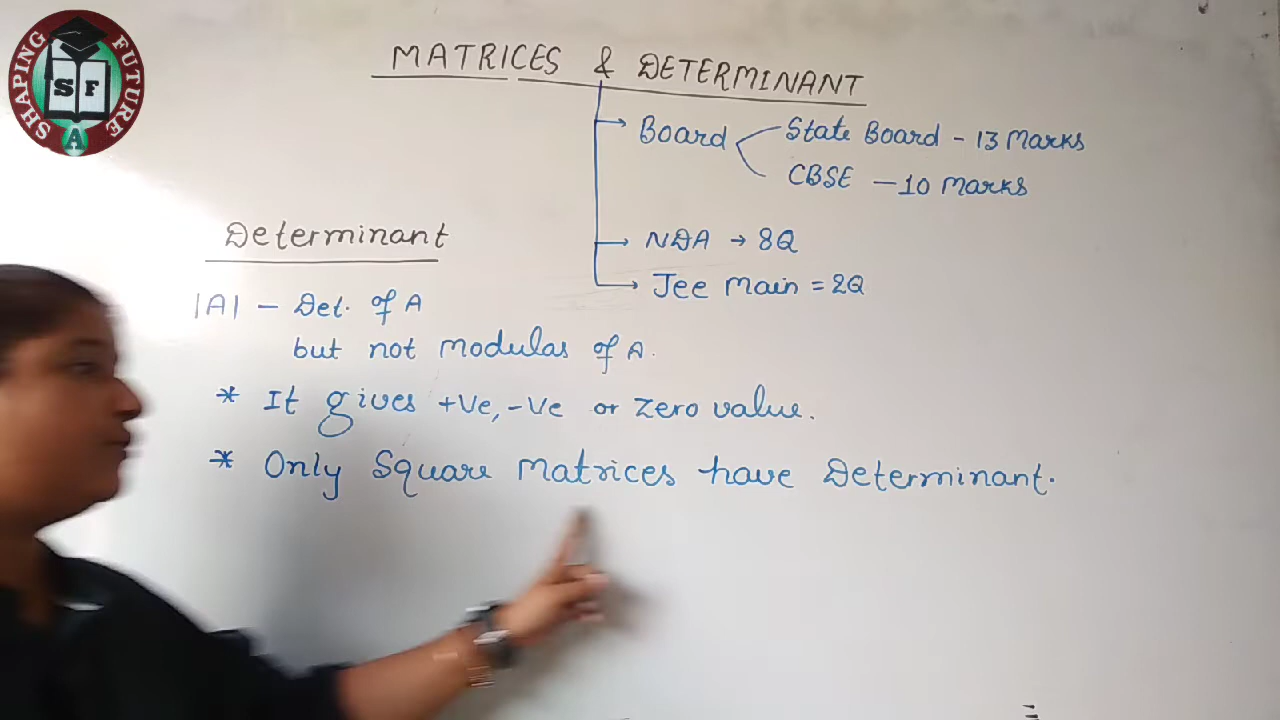 SHAPING FUTURE
S F
A
MATRICES & DETERMINANT
Board
State Board - 13 Marks
CBSE - 10 Marks
NDA → 8Q
Jee Main = 2Q
Determinant
|A| - Det. of A
but not modulas of A.
* It gives +ve, -ve or zero value.
* Only Square matrices have Determinant.